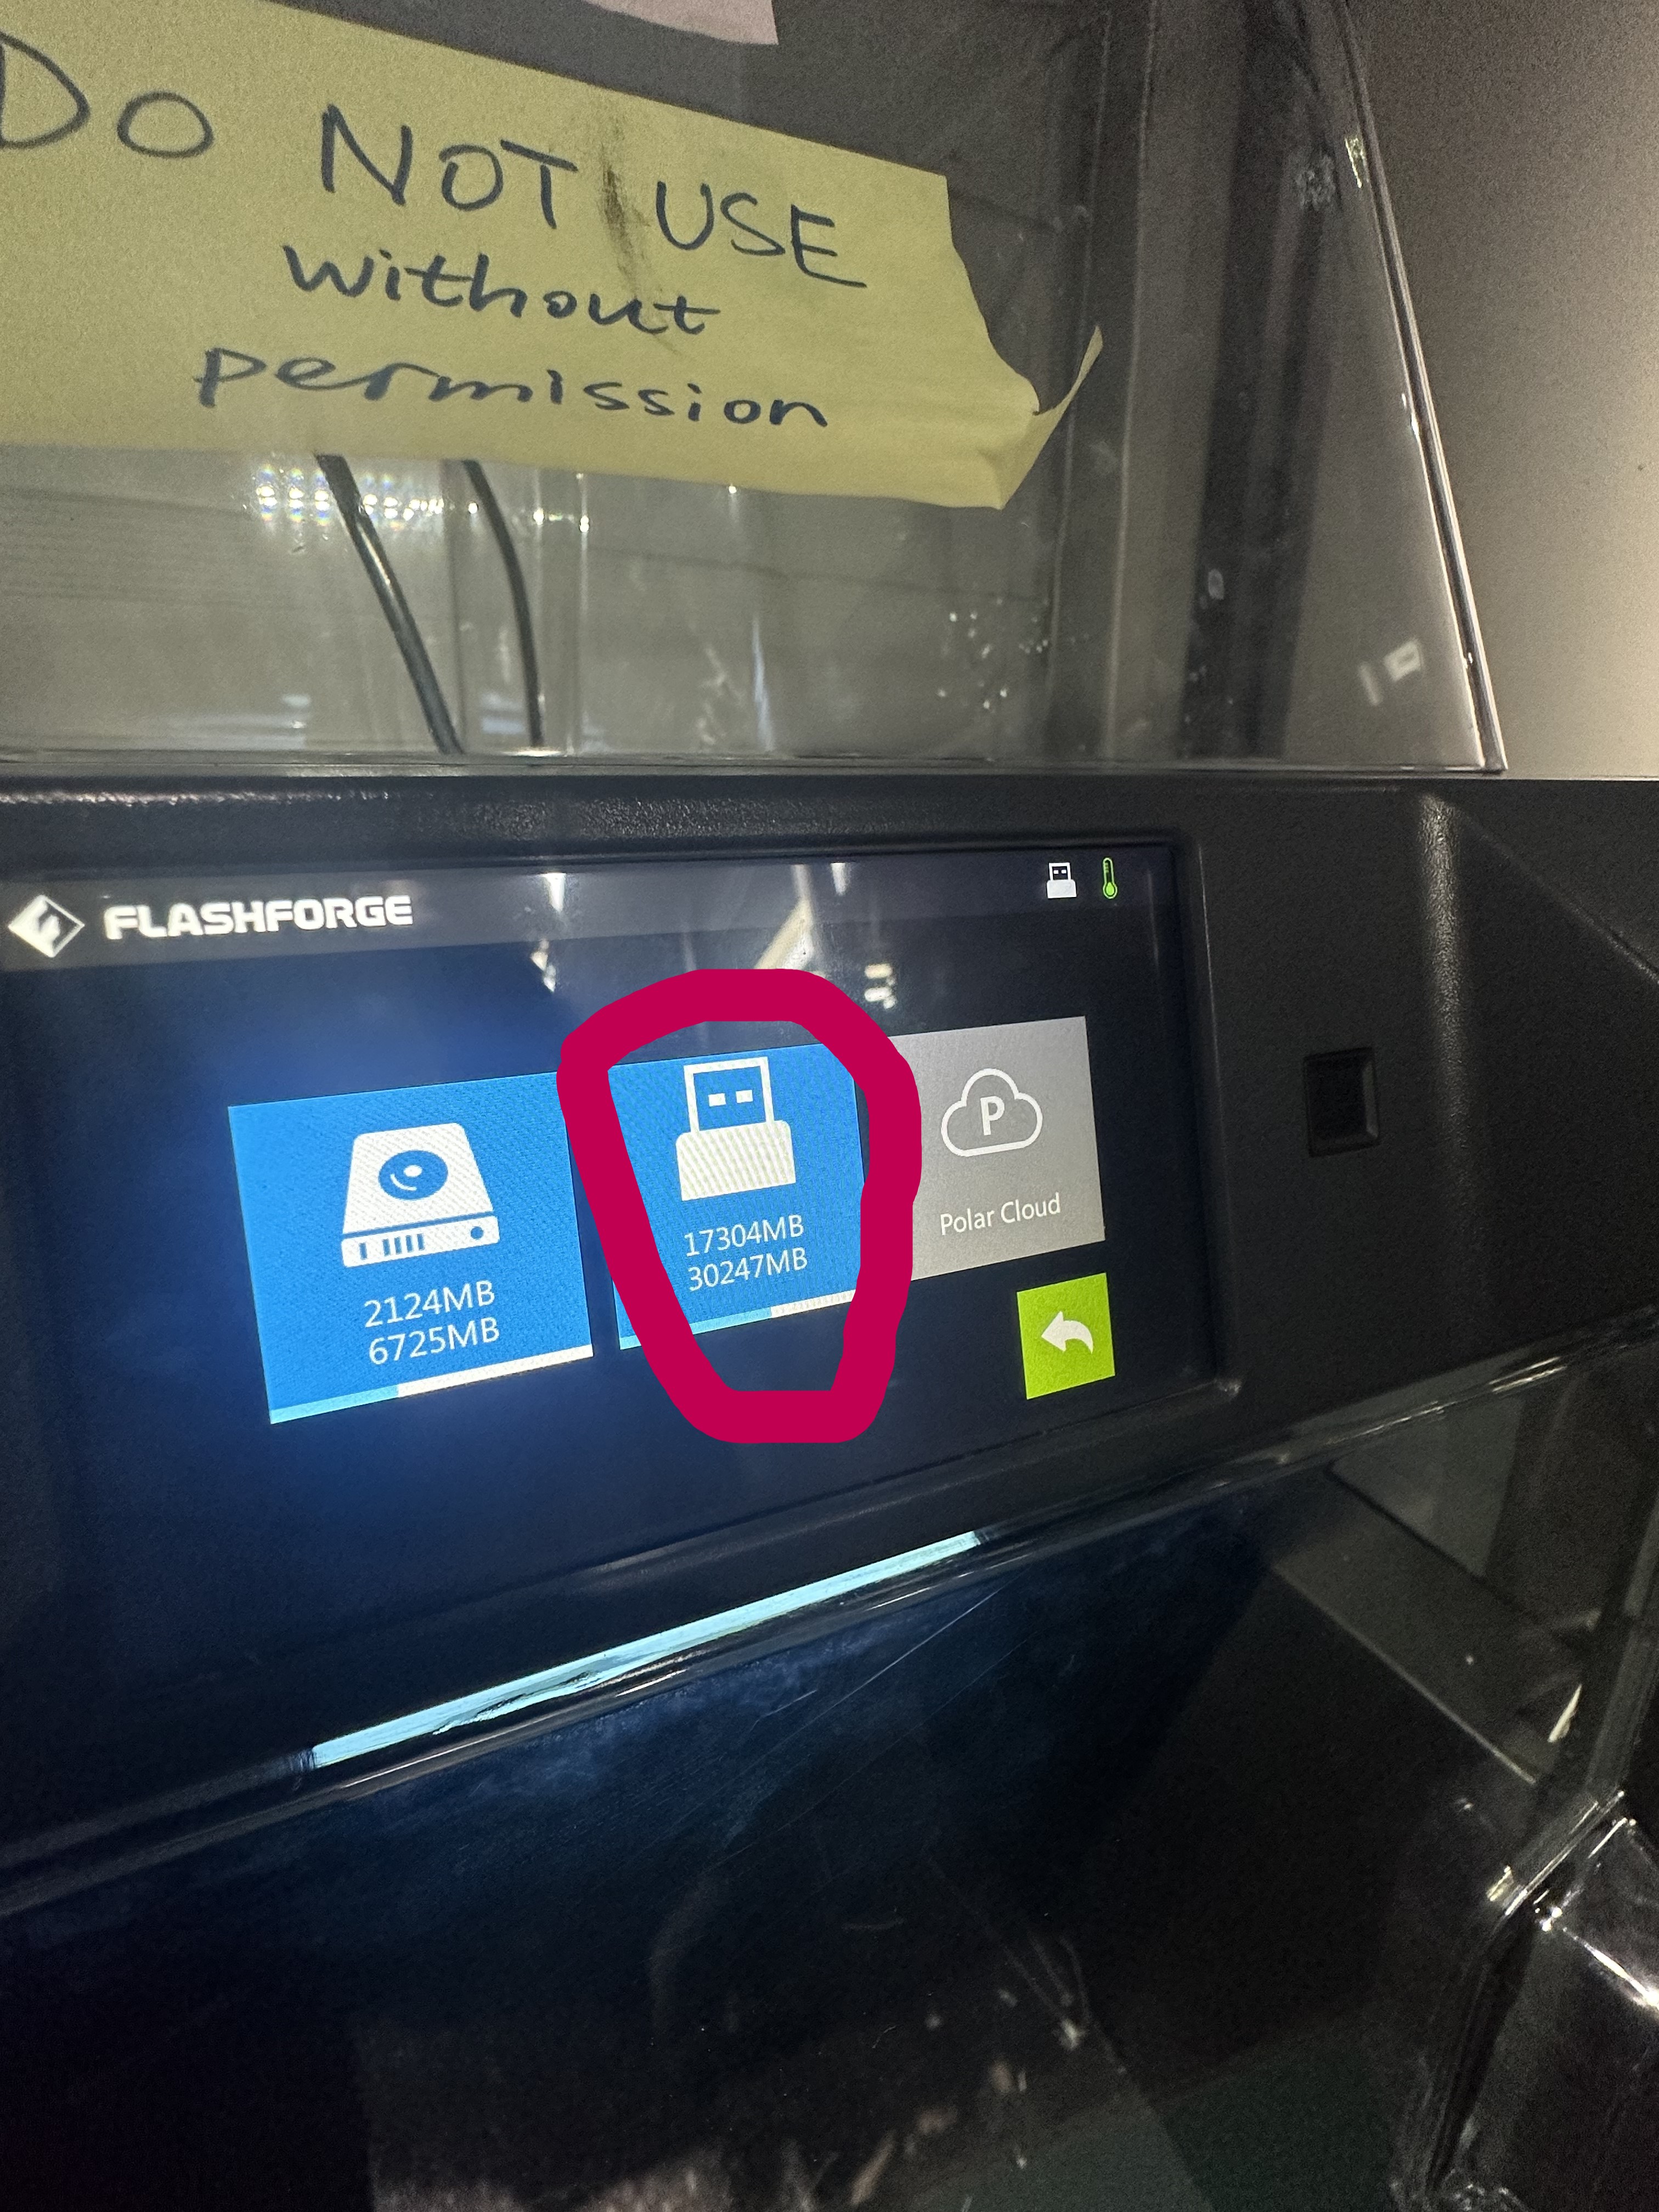 DO NOT USE
without
permission
FLASHFORGE
2124MB
6725MB
17304MB
30247MB
P
Polar Cloud